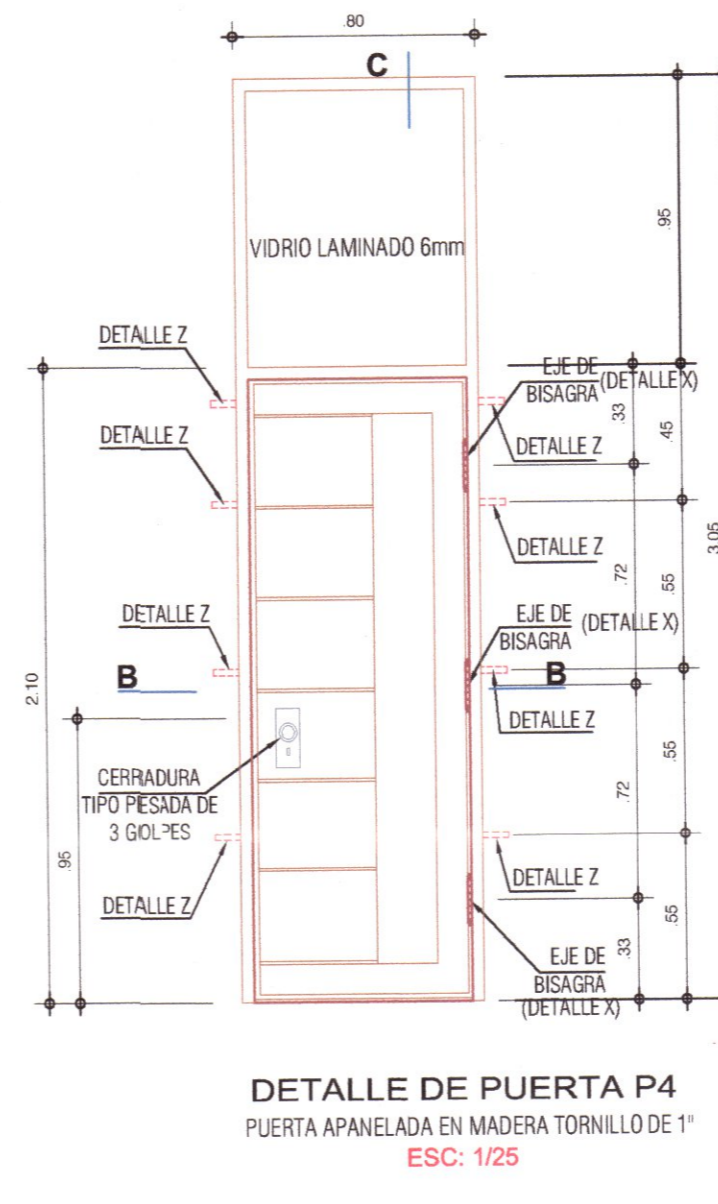 .80
C
VIDRIO LAMINADO 6mm
.95
DETALLE Z
EJE DE
BISAGRA (DETALLE X)
.33
.45
DETALLE Z
DETALLE Z
DETALLE Z
3.05
.72
.55
DETALLE Z
EJE DE
BISAGRA (DETALLE X)
B
B
2.10
DETALLE Z
CERRADURA
TIPO PESADA DE
3 GOLPES
.72
.55
.95
DETALLE Z
DETALLE Z
.55
.33
EJE DE
BISAGRA
(DETALLE X)
DETALLE DE PUERTA P4
PUERTA APANELADA EN MADERA TORNILLO DE 1"
ESC: 1/25